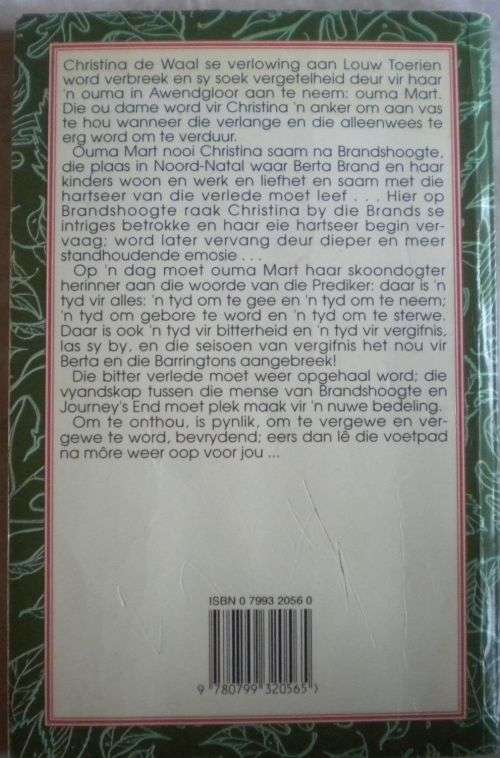 Christina de Waal se verlowing aan Louw Toerien
word verbreek en sy soek vergetelheid deur vir haar
'n ouma in Awendgloor aan te neem: ouma Mart.
Die ou dame word vir Christina 'n anker om aan vas
te hou wanneer die verlange en die alleenwees te
erg word om te verduur.
Ouma Mart nooi Christina saam na Brandshoogte,
die plaas in Noord-Natal waar Berta Brand en haar
kinders woon en werk en liefhet en saam met die
hartseer van die verlede moet leef . . . Hier op
Brandshoogte raak Christina by die Brands se
intriges betrokke en haar eie hartseer begin ver-
vaag; word later vervang deur dieper en meer
standhoudende emosie . . .
Op 'n dag moet ouma Mart haar skoondogter
herinner aan die woorde van die Prediker: daar is 'n
tyd vir alles: 'n tyd om te gee en 'n tyd om te neem;
'n tyd om gebore te word en 'n tyd om te sterwe.
Daar is ook 'n tyd vir bitterheid en 'n tyd vir vergifnis,
las sy by, en die seisoen van vergifnis het nou vir
Berta en die Barringtons aangebreek!
Die bitter verlede moet weer opgehaal word; die
vyandskap tussen die mense van Brandshoogte en
Journey's End moet plek maak vir 'n nuwe bedeling.
Om te onthou, is pynlik, om te vergewe en ver-
gewe te word, bevrydend; eers dan lê die voetpad
na môre weer oop voor jou ...
ISBN 0 7993 2056 0
9 780799 320565